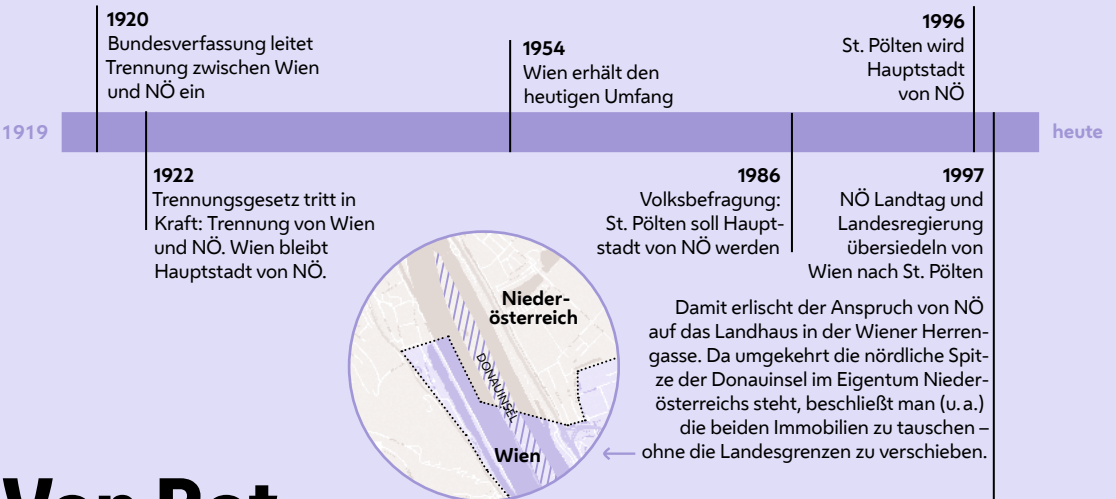 1920
Bundesverfassung leitet
Trennung zwischen Wien
und NÖ ein
1954
Wien erhält den
heutigen Umfang
1996
St. Pölten wird
Hauptstadt
von NÖ
1919
heute
1922
Trennungsgesetz tritt in
Kraft: Trennung von Wien
und NÖ. Wien bleibt
Hauptstadt von NÖ.
1986
Volksbefragung:
St. Pölten soll Haupt-
stadt von NÖ werden
1997
NÖ Landtag und
Landesregierung
übersiedeln von
Wien nach St. Pölten
Damit erlischt der Anspruch von NÖ
auf das Landhaus in der Wiener Herren-
gasse. Da umgekehrt die nördliche Spit-
ze der Donauinsel im Eigentum Nieder-
österreichs steht, beschließt man (u. a.)
die beiden Immobilien zu tauschen –
ohne die Landesgrenzen zu verschieben.
Nieder-
österreich
DONAUINSEL
Wien